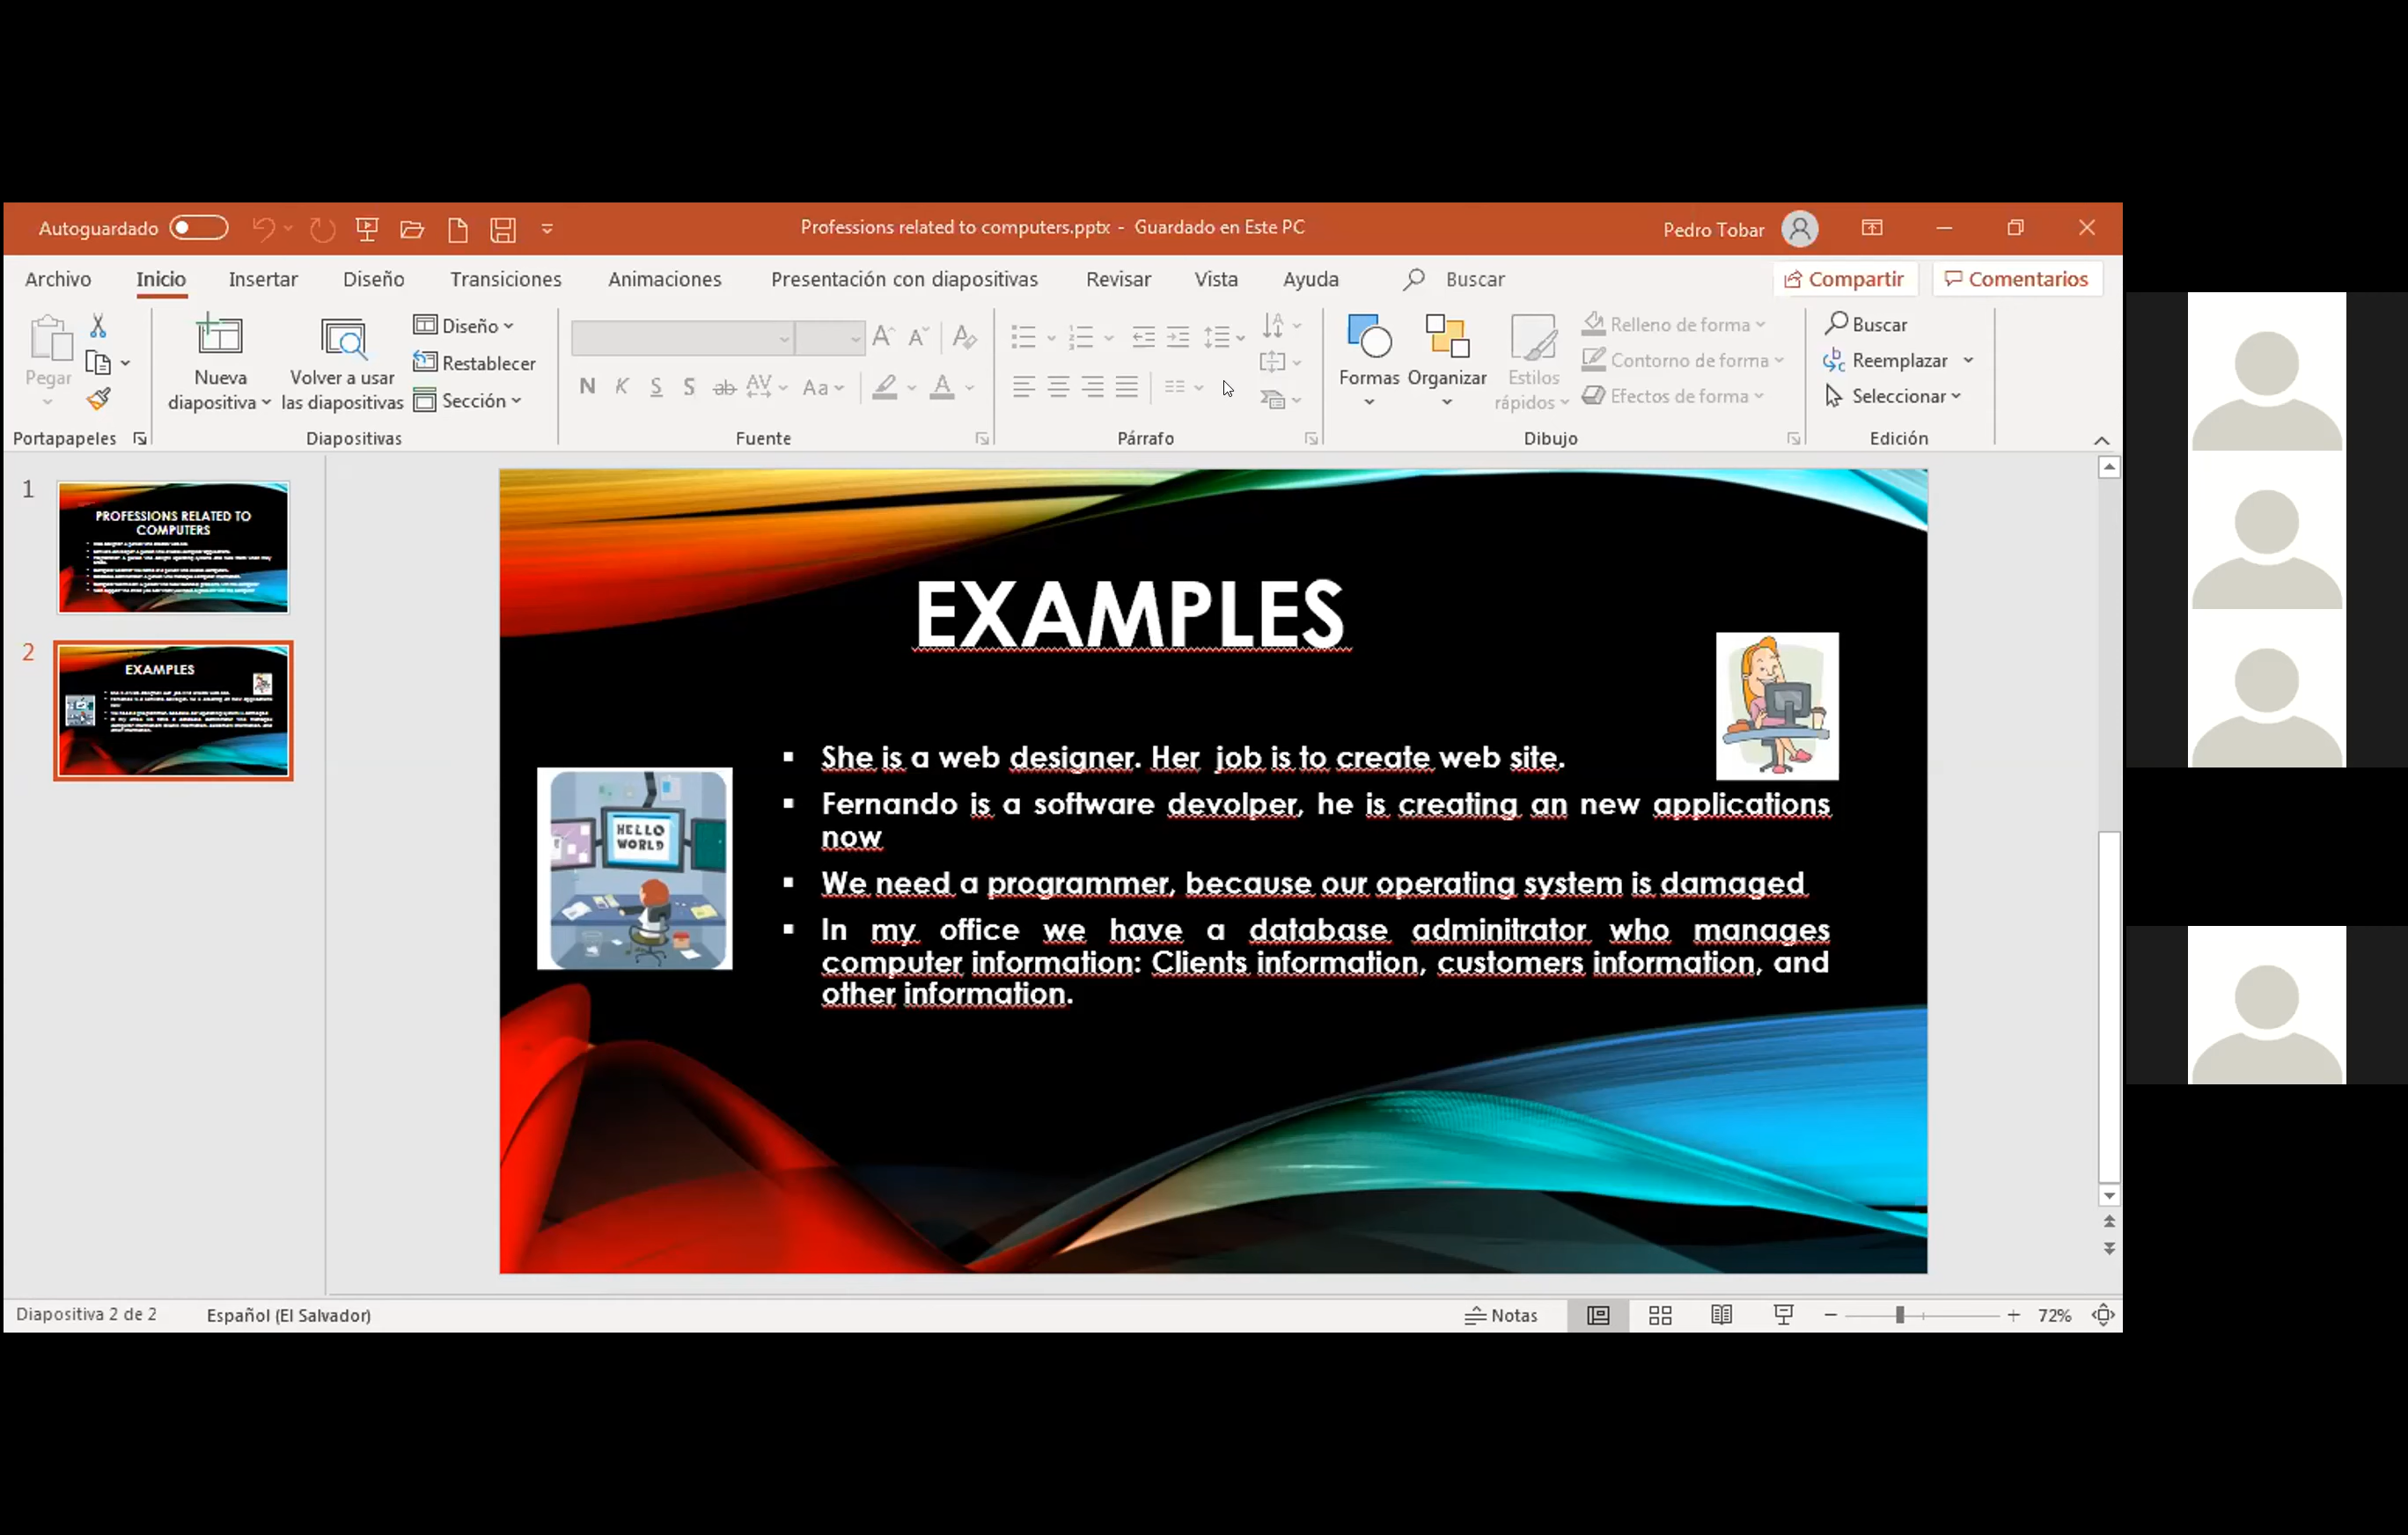 Autoguardado
Professions related to computers.pptx - Guardado en Este PC
Pedro Tobar
Archivo Inicio Insertar Diseño Transiciones Animaciones Presentación con diapositivas Revisar Vista Ayuda Buscar Compartir Comentarios
Pegar
Nueva diapositiva
Volver a usar las diapositivas
Diseño
Restablecer
Sección
N K S S ab AV Aa A
Formas
Organizar
Estilos rápidos
Relleno de forma
Contorno de forma
Efectos de forma
Buscar
Reemplazar
Seleccionar
Portapapeles Diapositivas Fuente Párrafo Dibujo Edición
1
PROFESSIONS RELATED TO
COMPUTERS
2
EXAMPLES
EXAMPLES
HELLO
WORLD
▪ She is a web designer. Her job is to create web site.
▪ Fernando is a software devolper, he is creating an new applications
now
▪ We need a programmer, because our operating system is damaged
▪ In my office we have a database adminitrator who manages
computer information: Clients information, customers information, and
other information.
Diapositiva 2 de 2 Español (El Salvador) Notas 72%